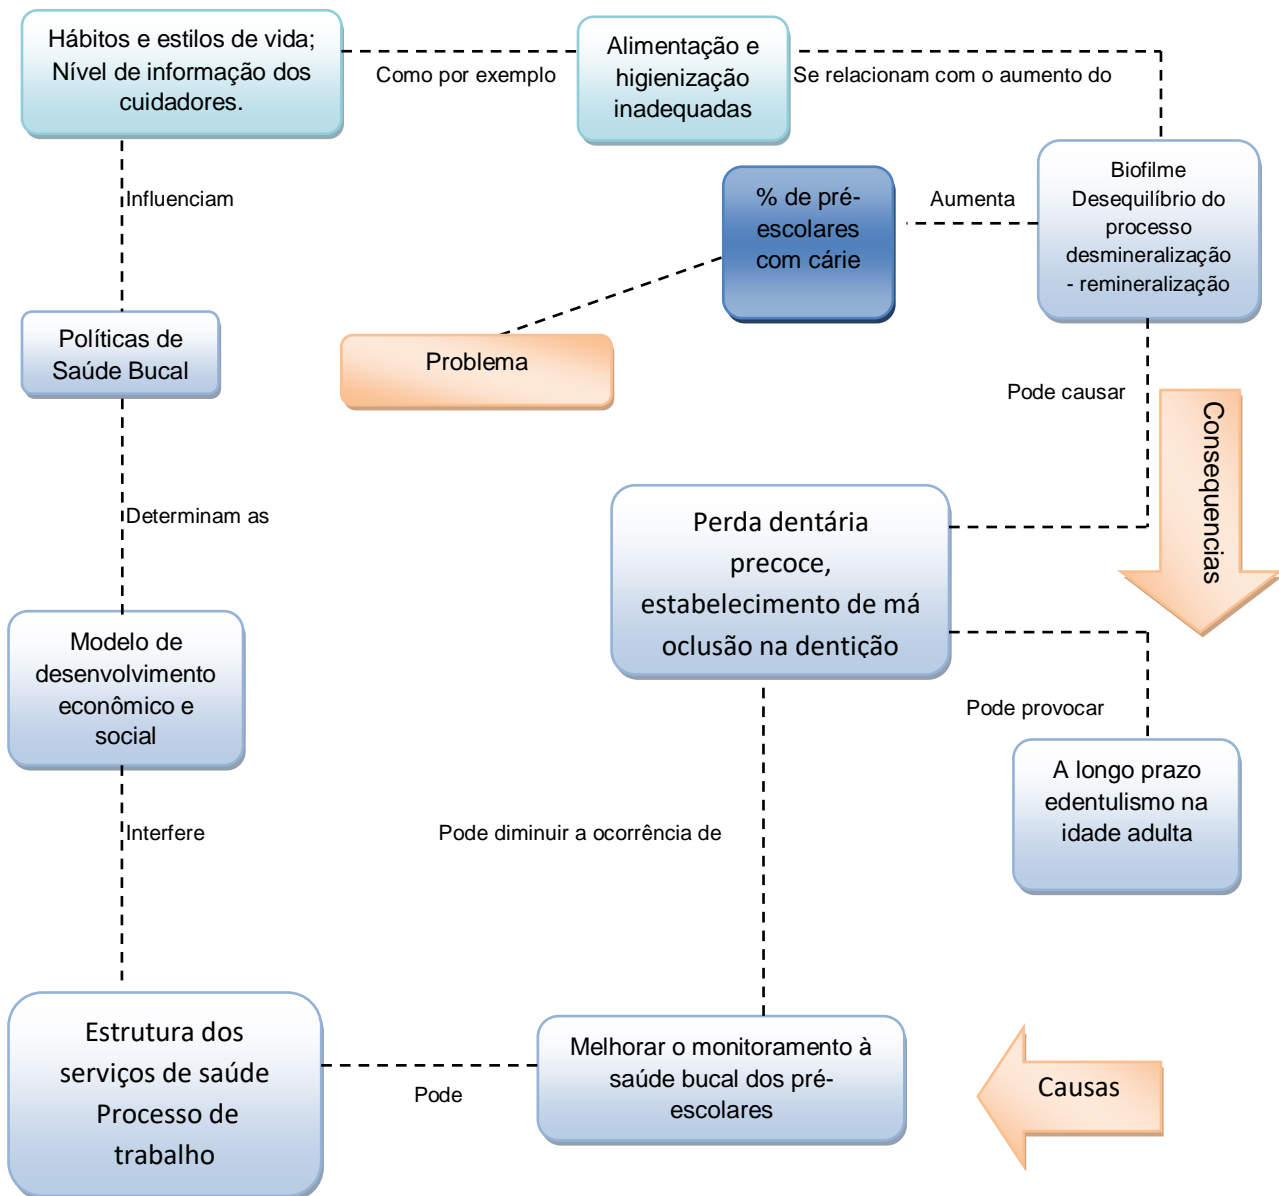 Hábitos e estilos de vida;
Nível de informação dos
cuidadores.
Como por exemplo
Alimentação e
higienização
inadequadas
Se relacionam com o aumento do
Biofilme
Desequilíbrio do
processo
desmineralização
- remineralização
Aumenta
% de pré-
escolares
com cárie
Influenciam
Problema
Políticas de
Saúde Bucal
Pode causar
Consequencias
Determinam as
Perda dentária
precoce,
estabelecimento de má
oclusão na dentição
Modelo de
desenvolvimento
econômico e
social
Pode provocar
A longo prazo
edentulismo na
idade adulta
Interfere
Pode diminuir a ocorrência de
Estrutura dos
serviços de saúde
Processo de
trabalho
Pode
Melhorar o monitoramento à
saúde bucal dos pré-
escolares
Causas